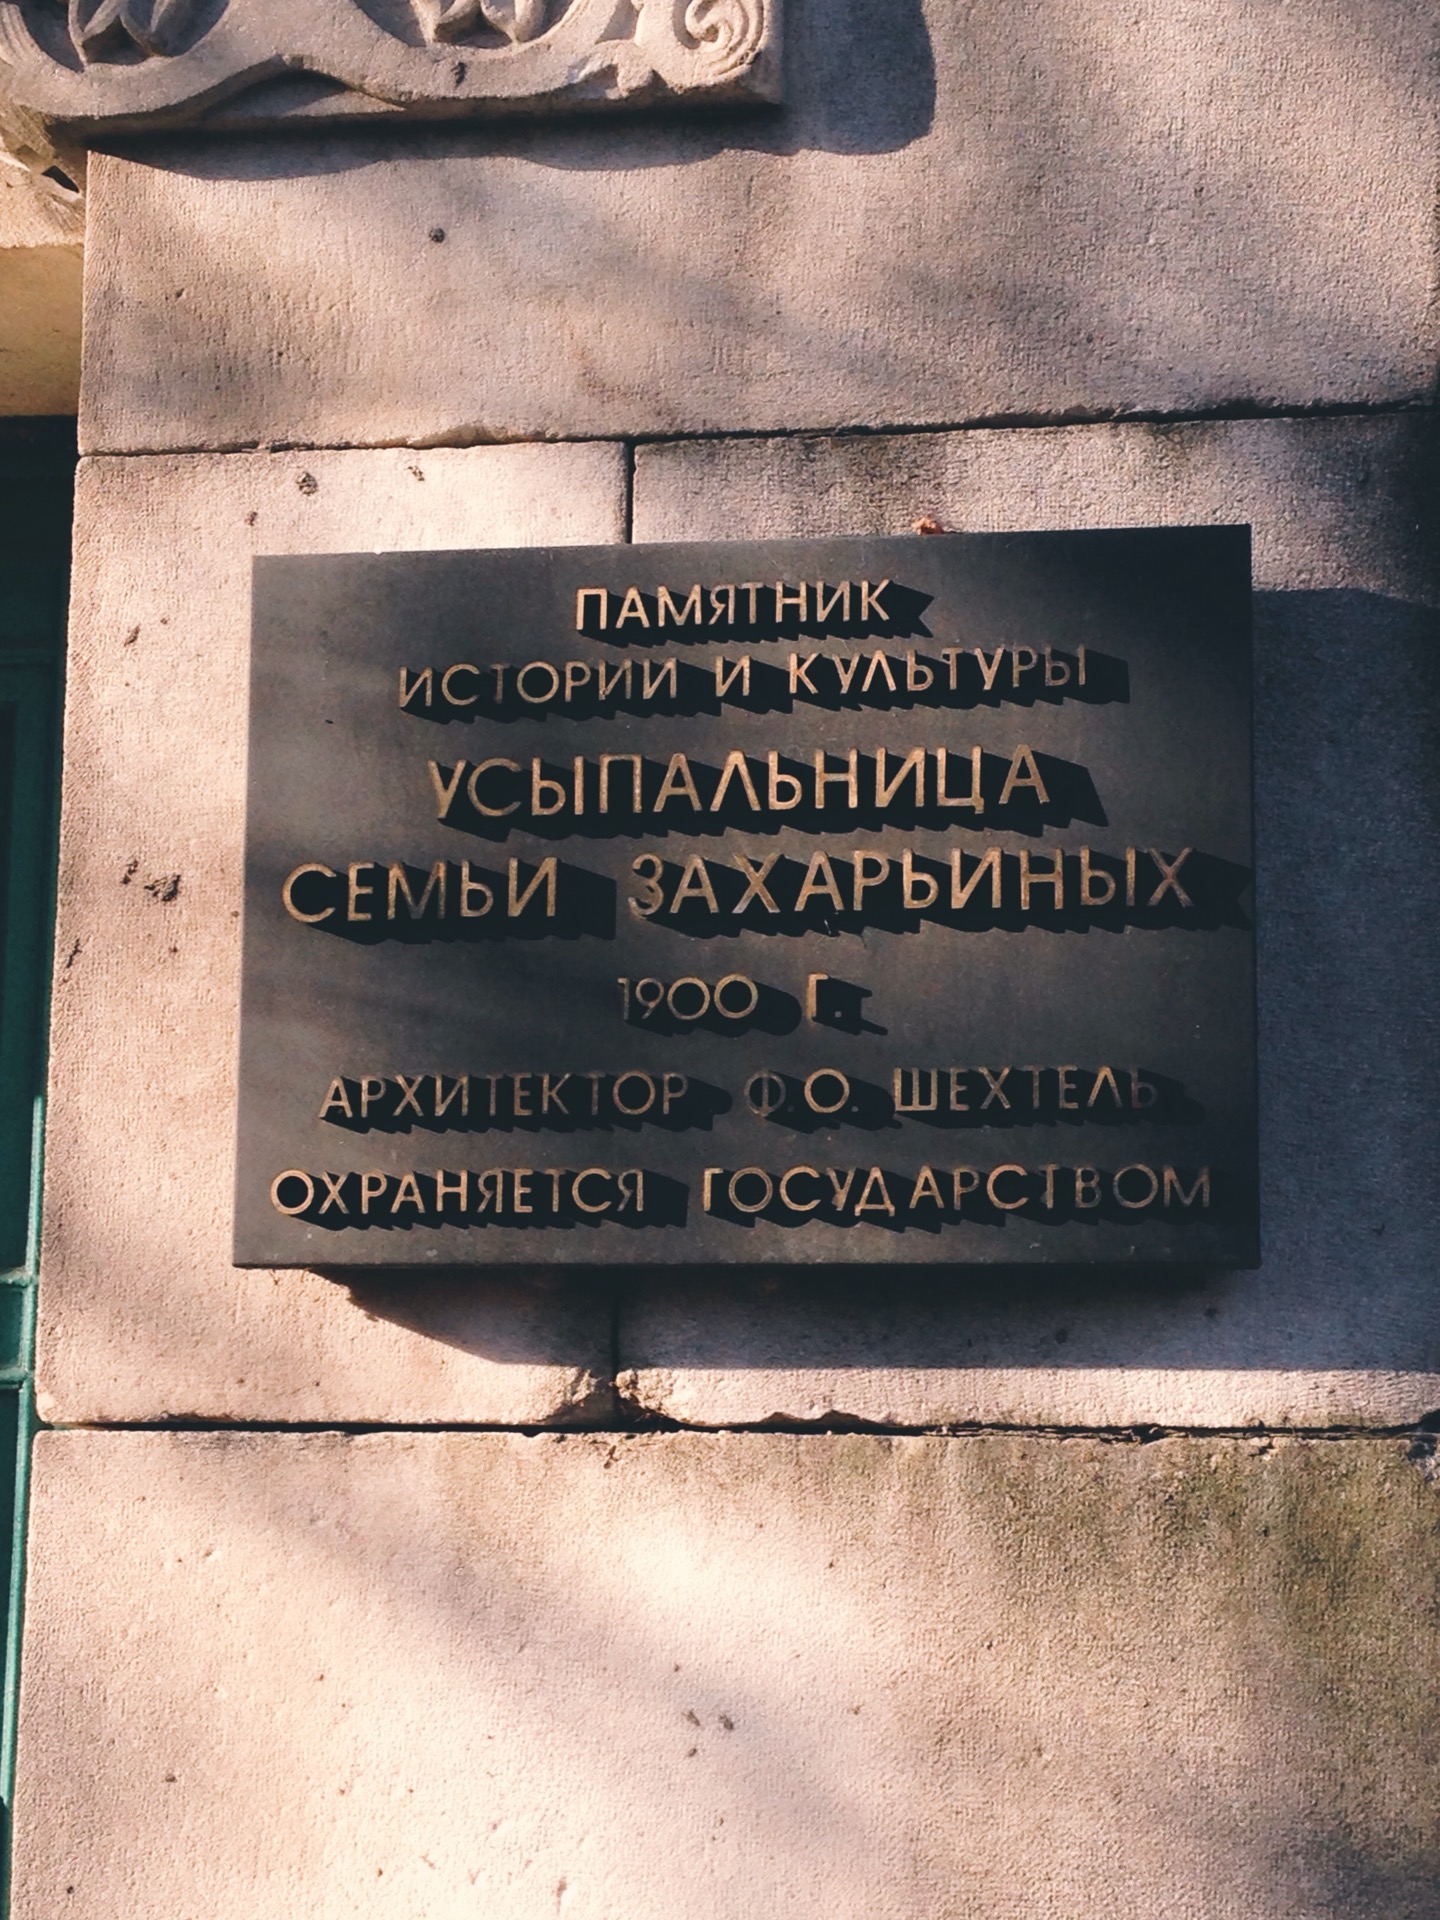 ПАМЯТНИК
ИСТОРИИ И КУЛЬТУРЫ
УСЫПАЛЬНИЦА
СЕМЬИ ЗАХАРЬИНЫХ
1900 Г.
АРХИТЕКТОР Ф.О. ШЕХТЕЛЬ
ОХРАНЯЕТСЯ ГОСУДАРСТВОМ